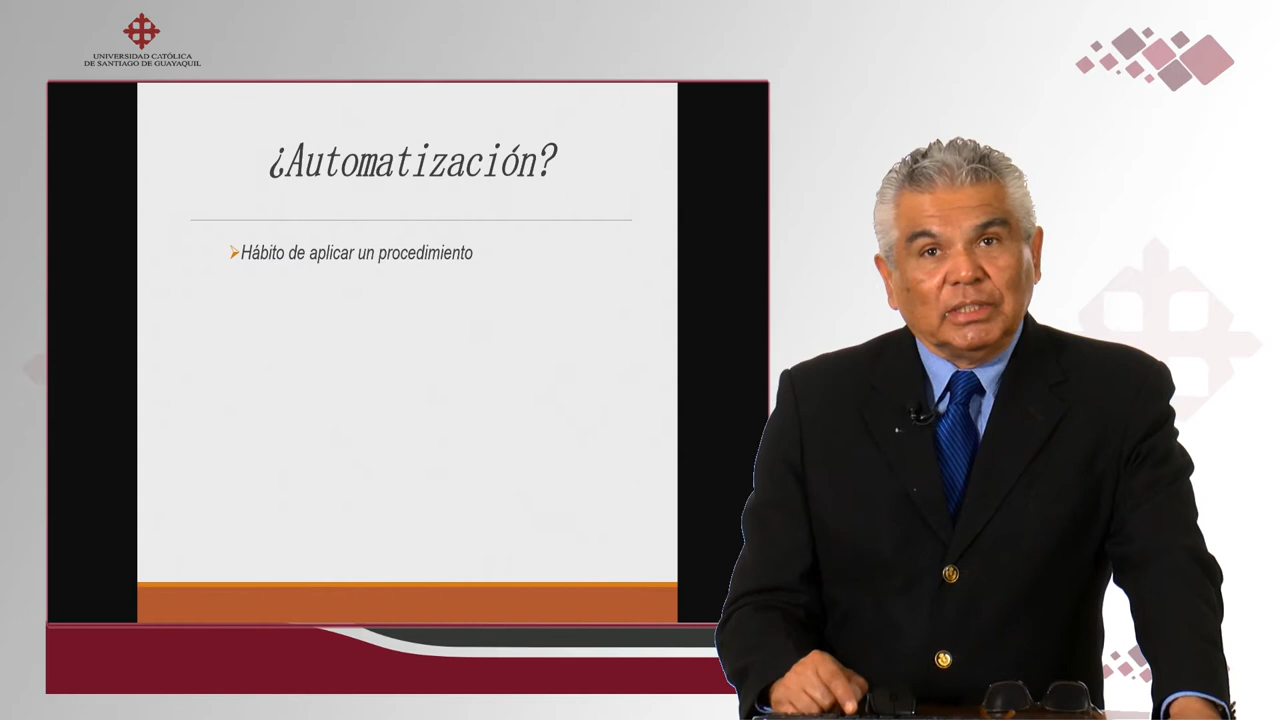 UNIVERSIDAD CATÓLICA
DE SANTIAGO DE GUAYAQUIL
¿Automatización?
Hábito de aplicar un procedimiento